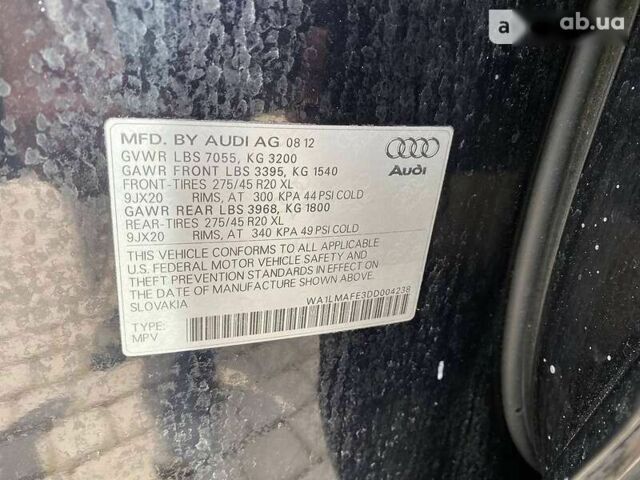 ab.ua
MFD. BY AUDI AG 08 12
GVWR LBS 7055, KG 3200
GAWR FRONT LBS 3395, KG 1540
FRONT-TIRES 275/45 R20 XL
9JX20 RIMS, AT 300 KPA 44 PSI COLD
GAWR REAR LBS 3968, KG 1800
REAR-TIRES 275/45 R20 XL
9JX20 RIMS, AT 340 KPA 49 PSI COLD
Audi
THIS VEHICLE CONFORMS TO ALL APPLICABLE
U.S. FEDERAL MOTOR VEHICLE SAFETY AND
THEFT PREVENTION STANDARDS IN EFFECT ON
THE DATE OF MANUFACTURE SHOWN ABOVE.
SLOVAKIA
WA1LMAFE3DD004238
TYPE:
MPV